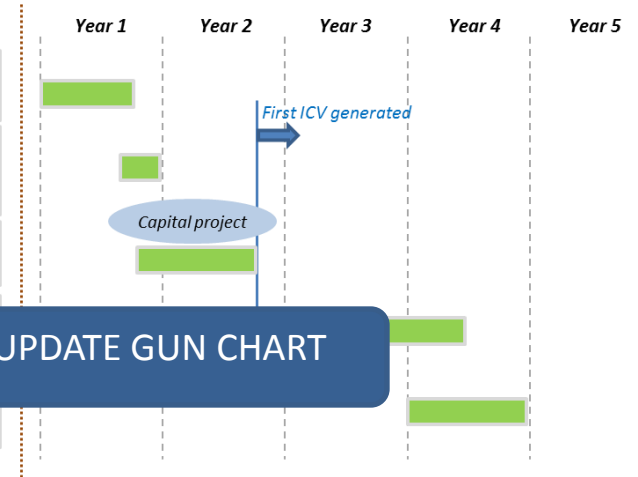 Year 1 Year 2 Year 3 Year 4 Year 5
First ICV generated
Capital project
UPDATE GUN CHART